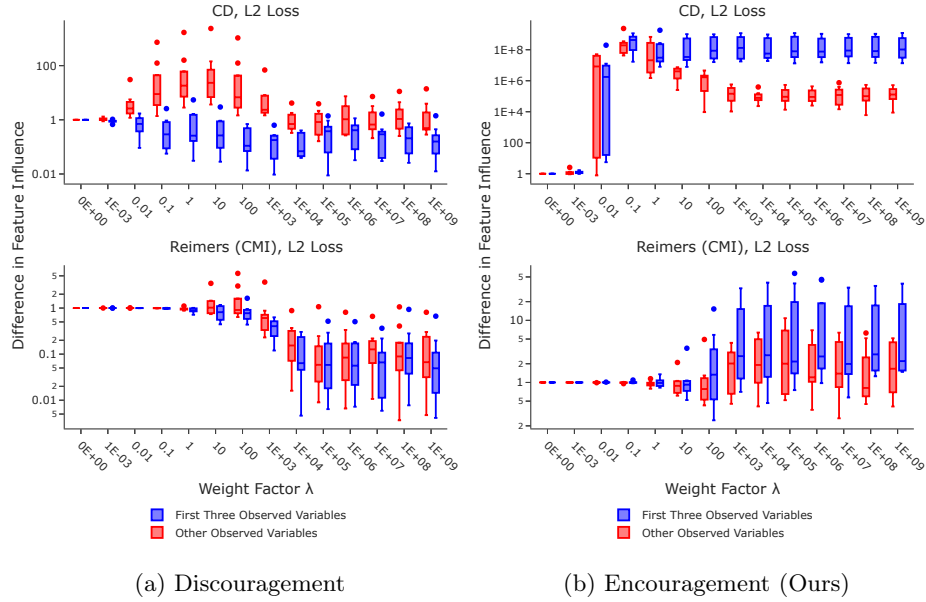 CD, L2 Loss
Difference in Feature Influence
100
1
0.01
0E+00
1E-03
0.01
0.1
1
10
100
1E+03
1E+04
1E+05
1E+06
1E+07
1E+08
1E+09
Reimers (CMI), L2 Loss
5
2
1
5
2
0.1
5
2
0.01
5
0E+00
1E-03
0.01
0.1
1
10
100
1E+03
1E+04
1E+05
1E+06
1E+07
1E+08
1E+09
Weight Factor λ
First Three Observed Variables
Other Observed Variables
(a) Discouragement
CD, L2 Loss
Difference in Feature Influence
1E+8
1E+6
1E+4
100
1
0E+00
1E-03
0.01
0.1
1
10
100
1E+03
1E+04
1E+05
1E+06
1E+07
1E+08
1E+09
Reimers (CMI), L2 Loss
5
2
10
5
2
1
5
2
0E+00
1E-03
0.01
0.1
1
10
100
1E+03
1E+04
1E+05
1E+06
1E+07
1E+08
1E+09
Weight Factor λ
First Three Observed Variables
Other Observed Variables
(b) Encouragement (Ours)